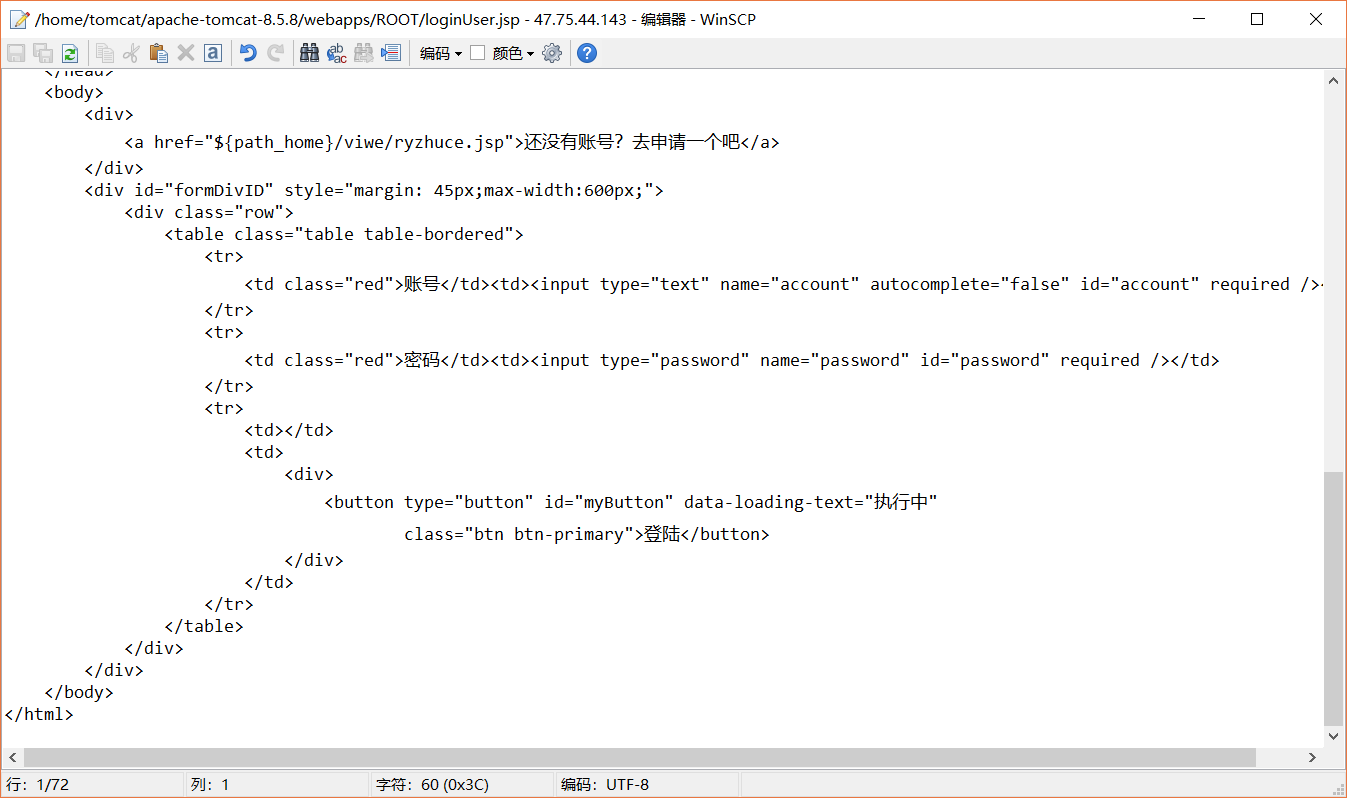 /home/tomcat/apache-tomcat-8.5.8/webapps/ROOT/loginUser.jsp - 47.75.44.143 - 编辑器 - WinSCP
编码 颜色
</head>
<body>
<div>
<a href="${path_home}/viwe/ryzhuce.jsp">还没有账号？去申请一个吧</a>
</div>
<div id="formDivID" style="margin: 45px;max-width:600px;">
<div class="row">
<table class="table table-bordered">
<tr>
<td class="red">账号</td><td><input type="text" name="account" autocomplete="false" id="account" required /><
</tr>
<tr>
<td class="red">密码</td><td><input type="password" name="password" id="password" required /></td>
</tr>
<tr>
<td></td>
<td>
<div>
<button type="button" id="myButton" data-loading-text="执行中"
class="btn btn-primary">登陆</button>
</div>
</td>
</tr>
</table>
</div>
</div>
</body>
</html>
行：1/72 列：1 字符：60 (0x3C) 编码：UTF-8